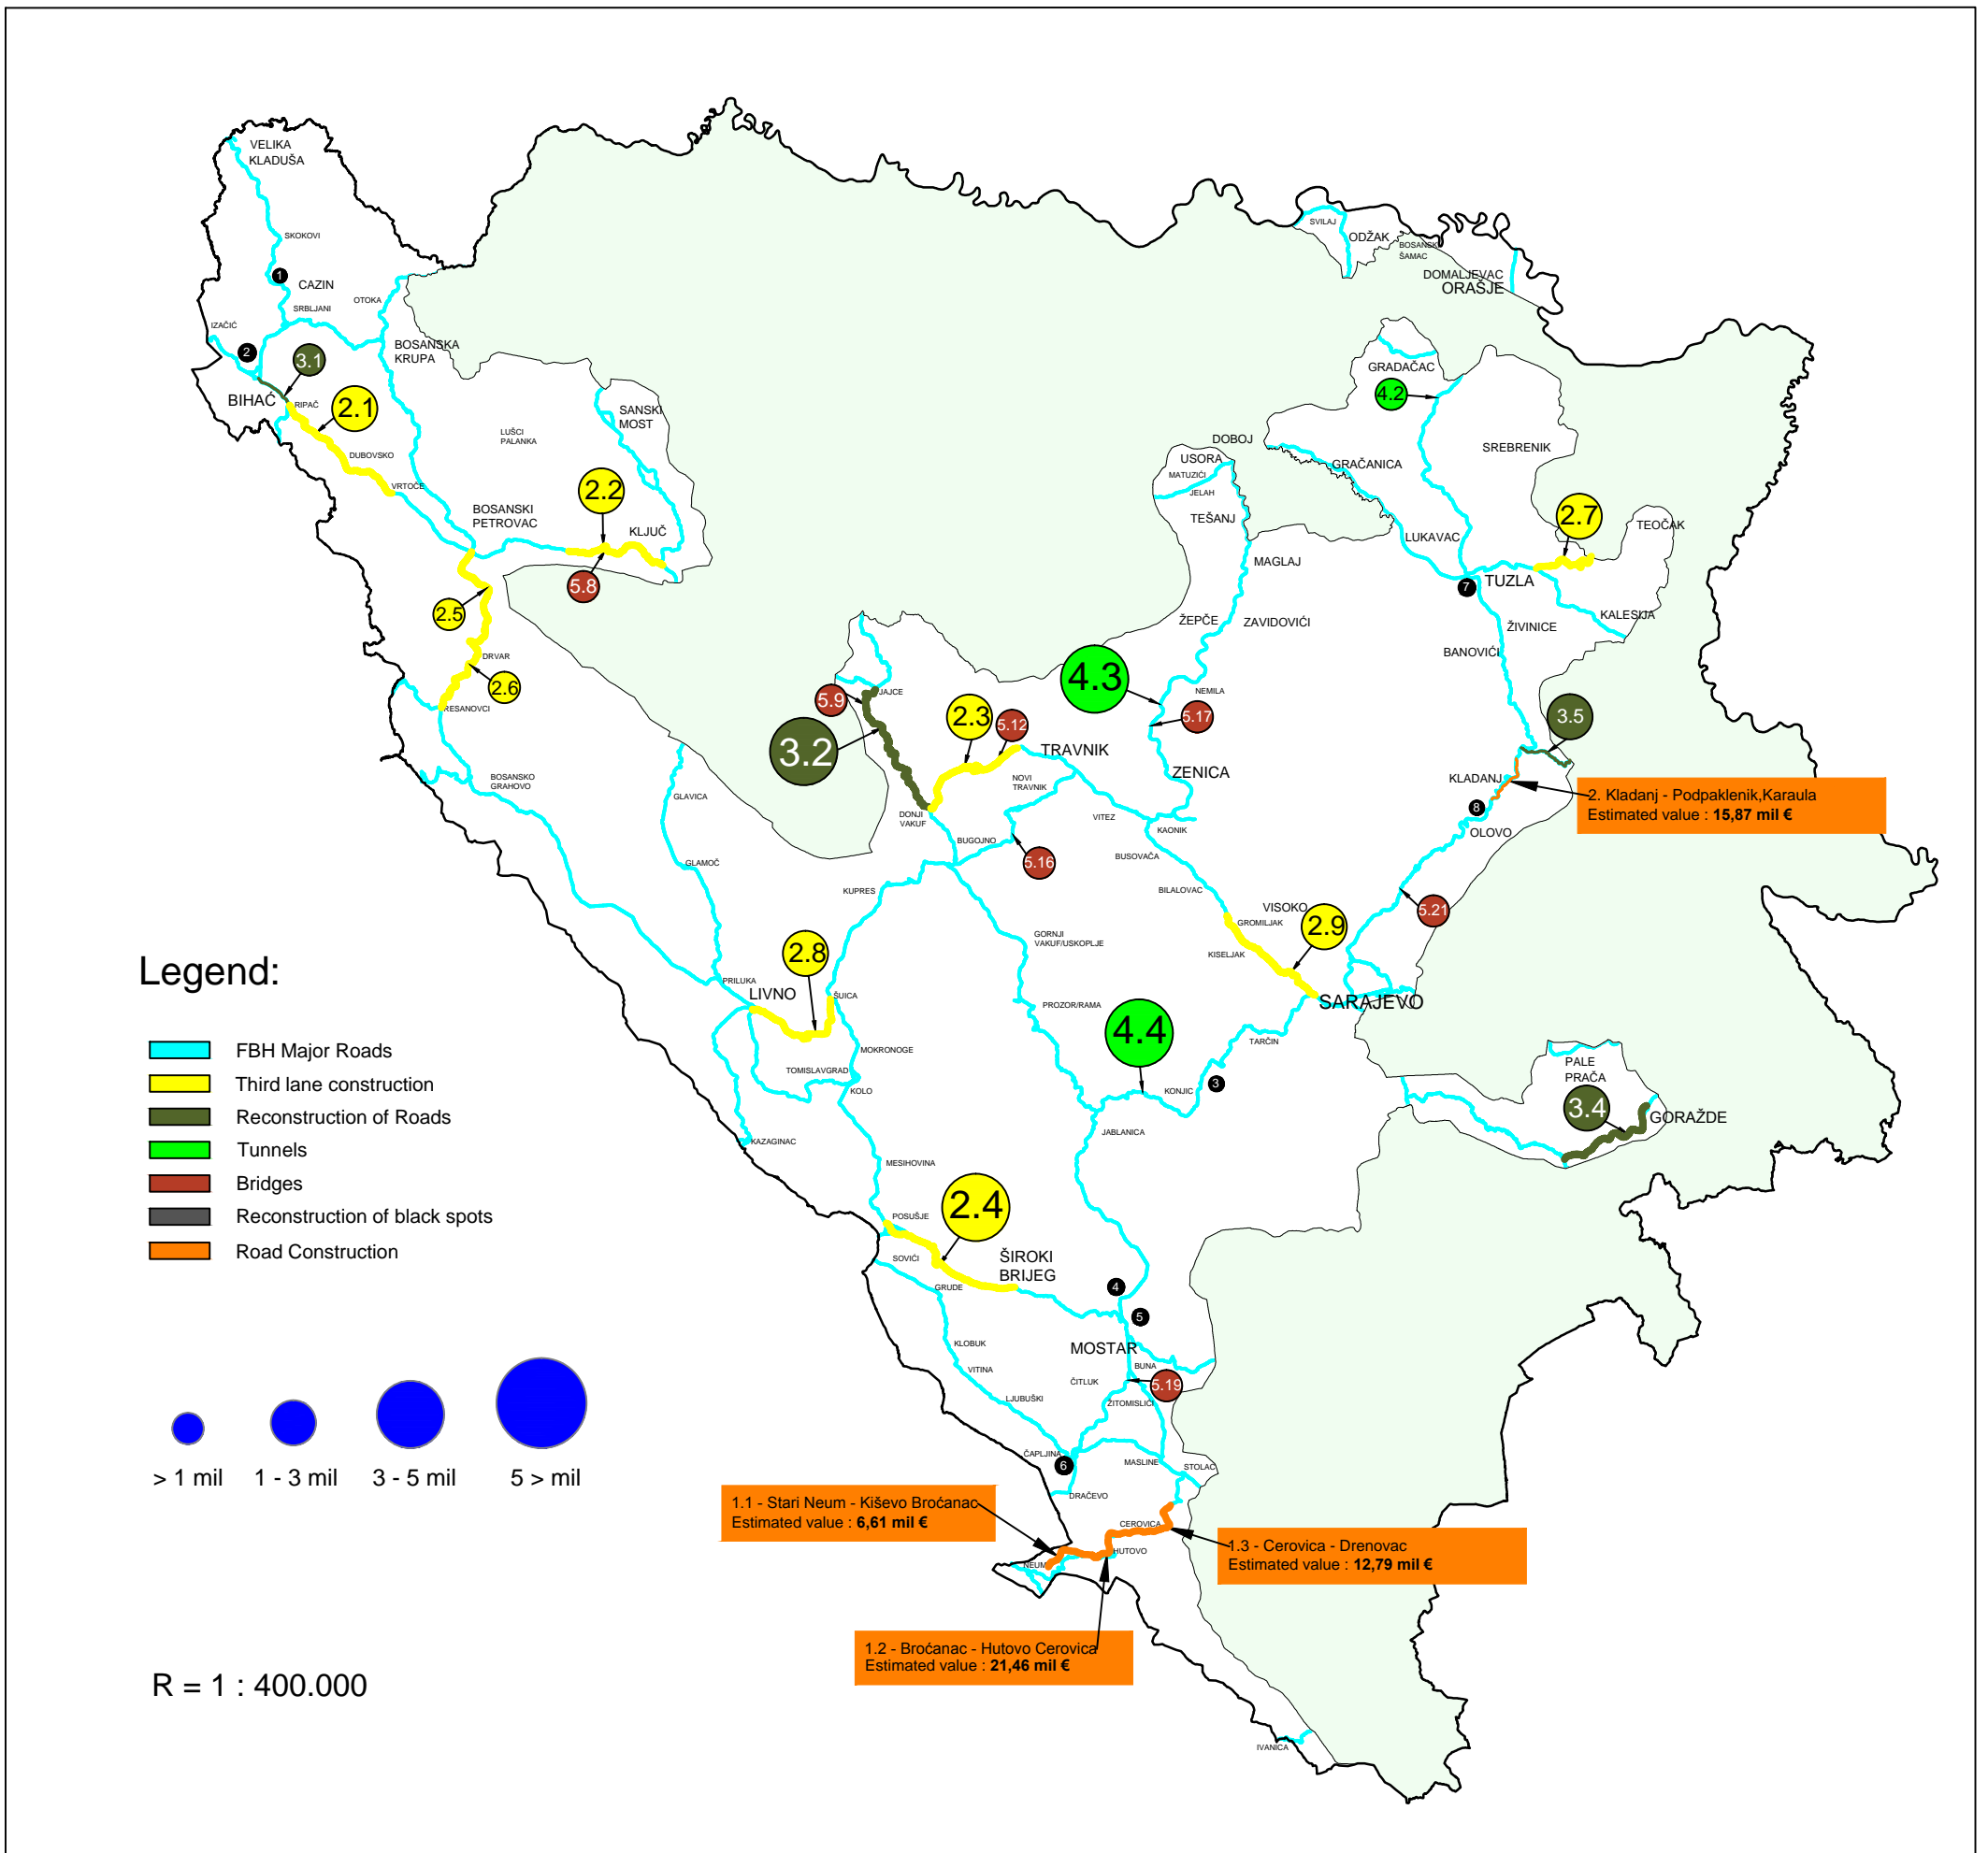 VELIKA
KLADUŠA
SKOKOVI
1
CAZIN
SRBLJANI
OTOKA
IZAČIĆ
2
3.1
BOSANSKA
KRUPA
BIHAĆ
RIPAČ
2.1
DUBOVSKO
VRTOČE
LUŠCI
PALANKA
SANSKI
MOST
BOSANSKI
PETROVAC
2.2
KLJUČ
5.8
2.5
DRVAR
2.6
RESANOVCI
BOSANSKO
GRAHOVO
SVILAJ
ODŽAK
BOSANSKI
ŠAMAC
DOMALJEVAC
ORAŠJE
GRADAČAC
4.2
SREBRENIK
DOBOJ
USORA
MATUZIĆI
JELAH
TEŠANJ
GRAČANICA
LUKAVAC
2.7
TEOČAK
7
TUZLA
KALESIJA
ŽIVINICE
BANOVIĆI
MAGLAJ
ŽEPČE
ZAVIDOVIĆI
4.3
NEMILA
5.17
ZENICA
5.9
JAJCE
3.2
2.3
5.12
TRAVNIK
NOVI
TRAVNIK
DONJI
VAKUF
BUGOJNO
5.16
VITEZ
KAONIK
BUSOVAČA
BILALOVAC
3.5
KLADANJ
2. Kladanj - Podpaklenik,Karaula
Estimated value : 15,87 mil €
8
OLOVO
5.21
GLAVICA
GLAMOČ
KUPRES
GORNJI
VAKUF/USKOPLJE
VISOKO
GROMILJAK
2.9
KISELJAK
SARAJEVO
PRILUKA
LIVNO
2.8
ŠUICA
PROZOR/RAMA
4.4
TARČIN
KONJIC
3
MOKRONOGE
TOMISLAVGRAD
KOLO
KAZAGINAC
JABLANICA
PALE
PRAČA
3.4
GORAŽDE
MESIHOVINA
POSUŠJE
2.4
SOVIĆI
GRUDE
ŠIROKI
BRIJEG
4
5
MOSTAR
BUNA
KLOBUK
VITINA
ČITLUK
5.19
LJUBUŠKI
ŽITOMISLIĆI
ČAPLJINA
6
MASLINE
STOLAC
DRAČEVO
CEROVICA
HUTOVO
NEUM
IVANICA
1.1 - Stari Neum - Kiševo Broćanac
Estimated value : 6,61 mil €
1.3 - Cerovica - Drenovac
Estimated value : 12,79 mil €
1.2 - Broćanac - Hutovo Cerovica
Estimated value : 21,46 mil €
Legend:
FBH Major Roads
Third lane construction
Reconstruction of Roads
Tunnels
Bridges
Reconstruction of black spots
Road Construction
> 1 mil
1 - 3 mil
3 - 5 mil
5 > mil
R = 1 : 400.000